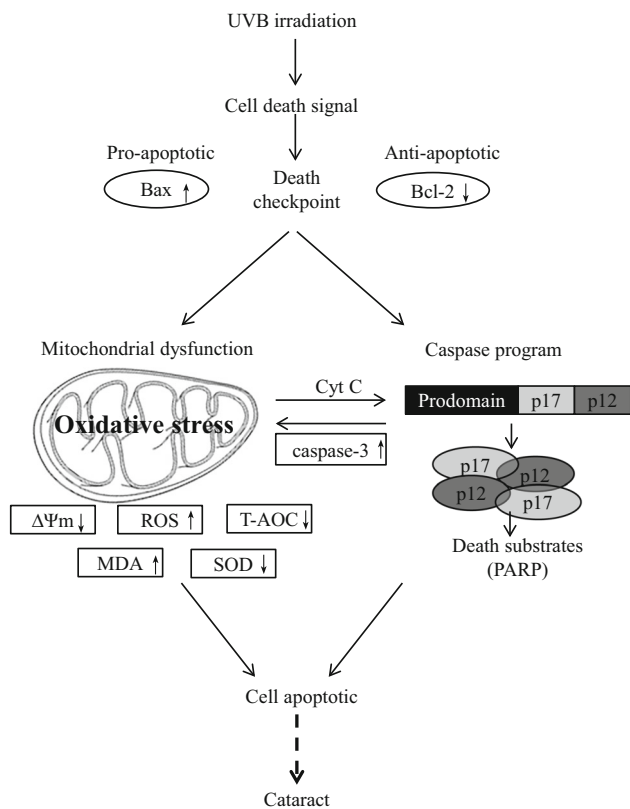 UVB irradiation
Cell death signal
Pro-apoptotic
Anti-apoptotic
Bax ↑
Death
checkpoint
Bcl-2 ↓
Mitochondrial dysfunction
Caspase program
Oxidative stress
Cyt C
caspase-3 ↑
Prodomain p17 p12
p17
p12
p12
p17
ΔΨm ↓ ROS ↑ T-AOC ↓
MDA ↑ SOD ↓
Death substrates
(PARP)
Cell apoptotic
Cataract